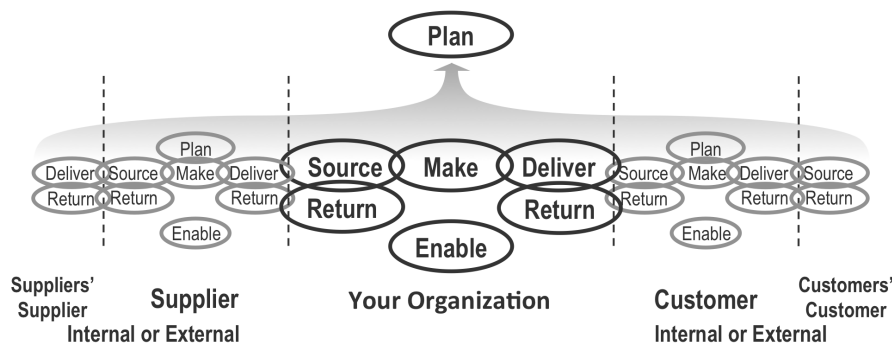 Plan
Plan
Plan
Deliver Source Make Deliver Source Make Deliver Source Make Deliver Source
Return Return Return Return Return Return Return Return
Enable Enable Enable
Suppliers' Supplier Your Organization Customer Customers'
Supplier Customer
Internal or External Internal or External